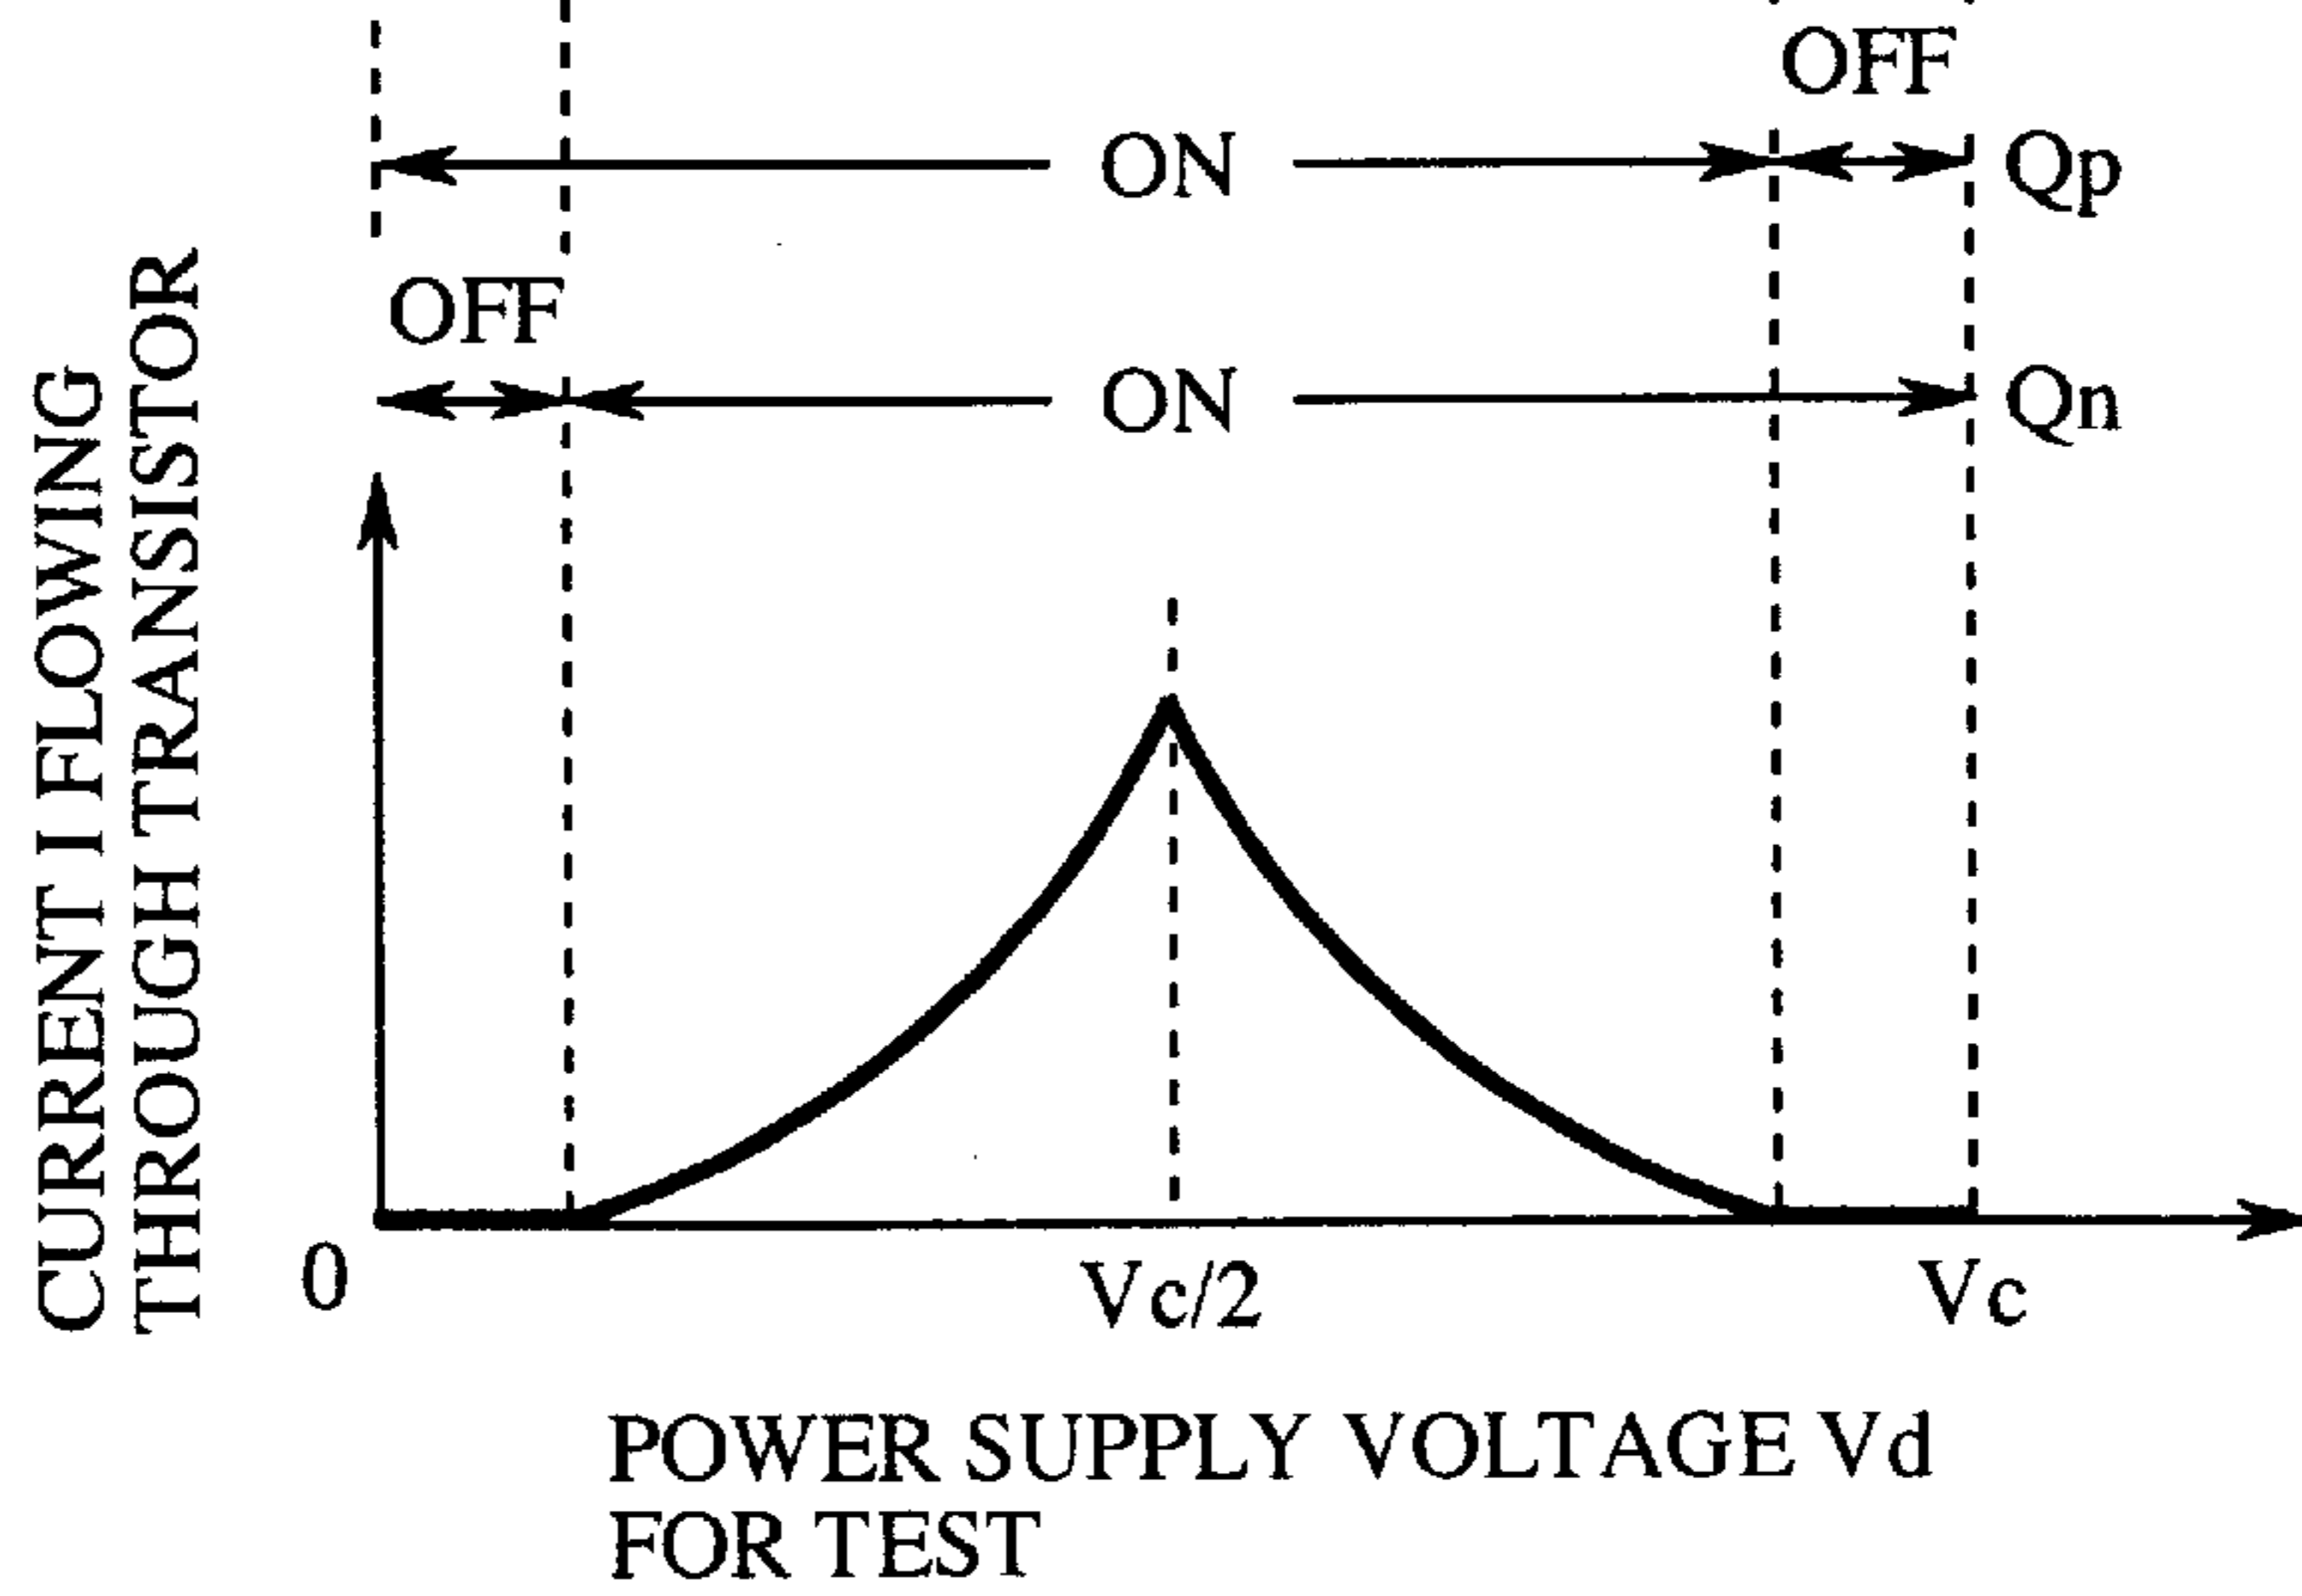 OFF
ON Qp
OFF
ON Qn
CURRENT I FLOWING
THROUGH TRANSISTOR
0 Vc/2 Vc
POWER SUPPLY VOLTAGE Vd
FOR TEST